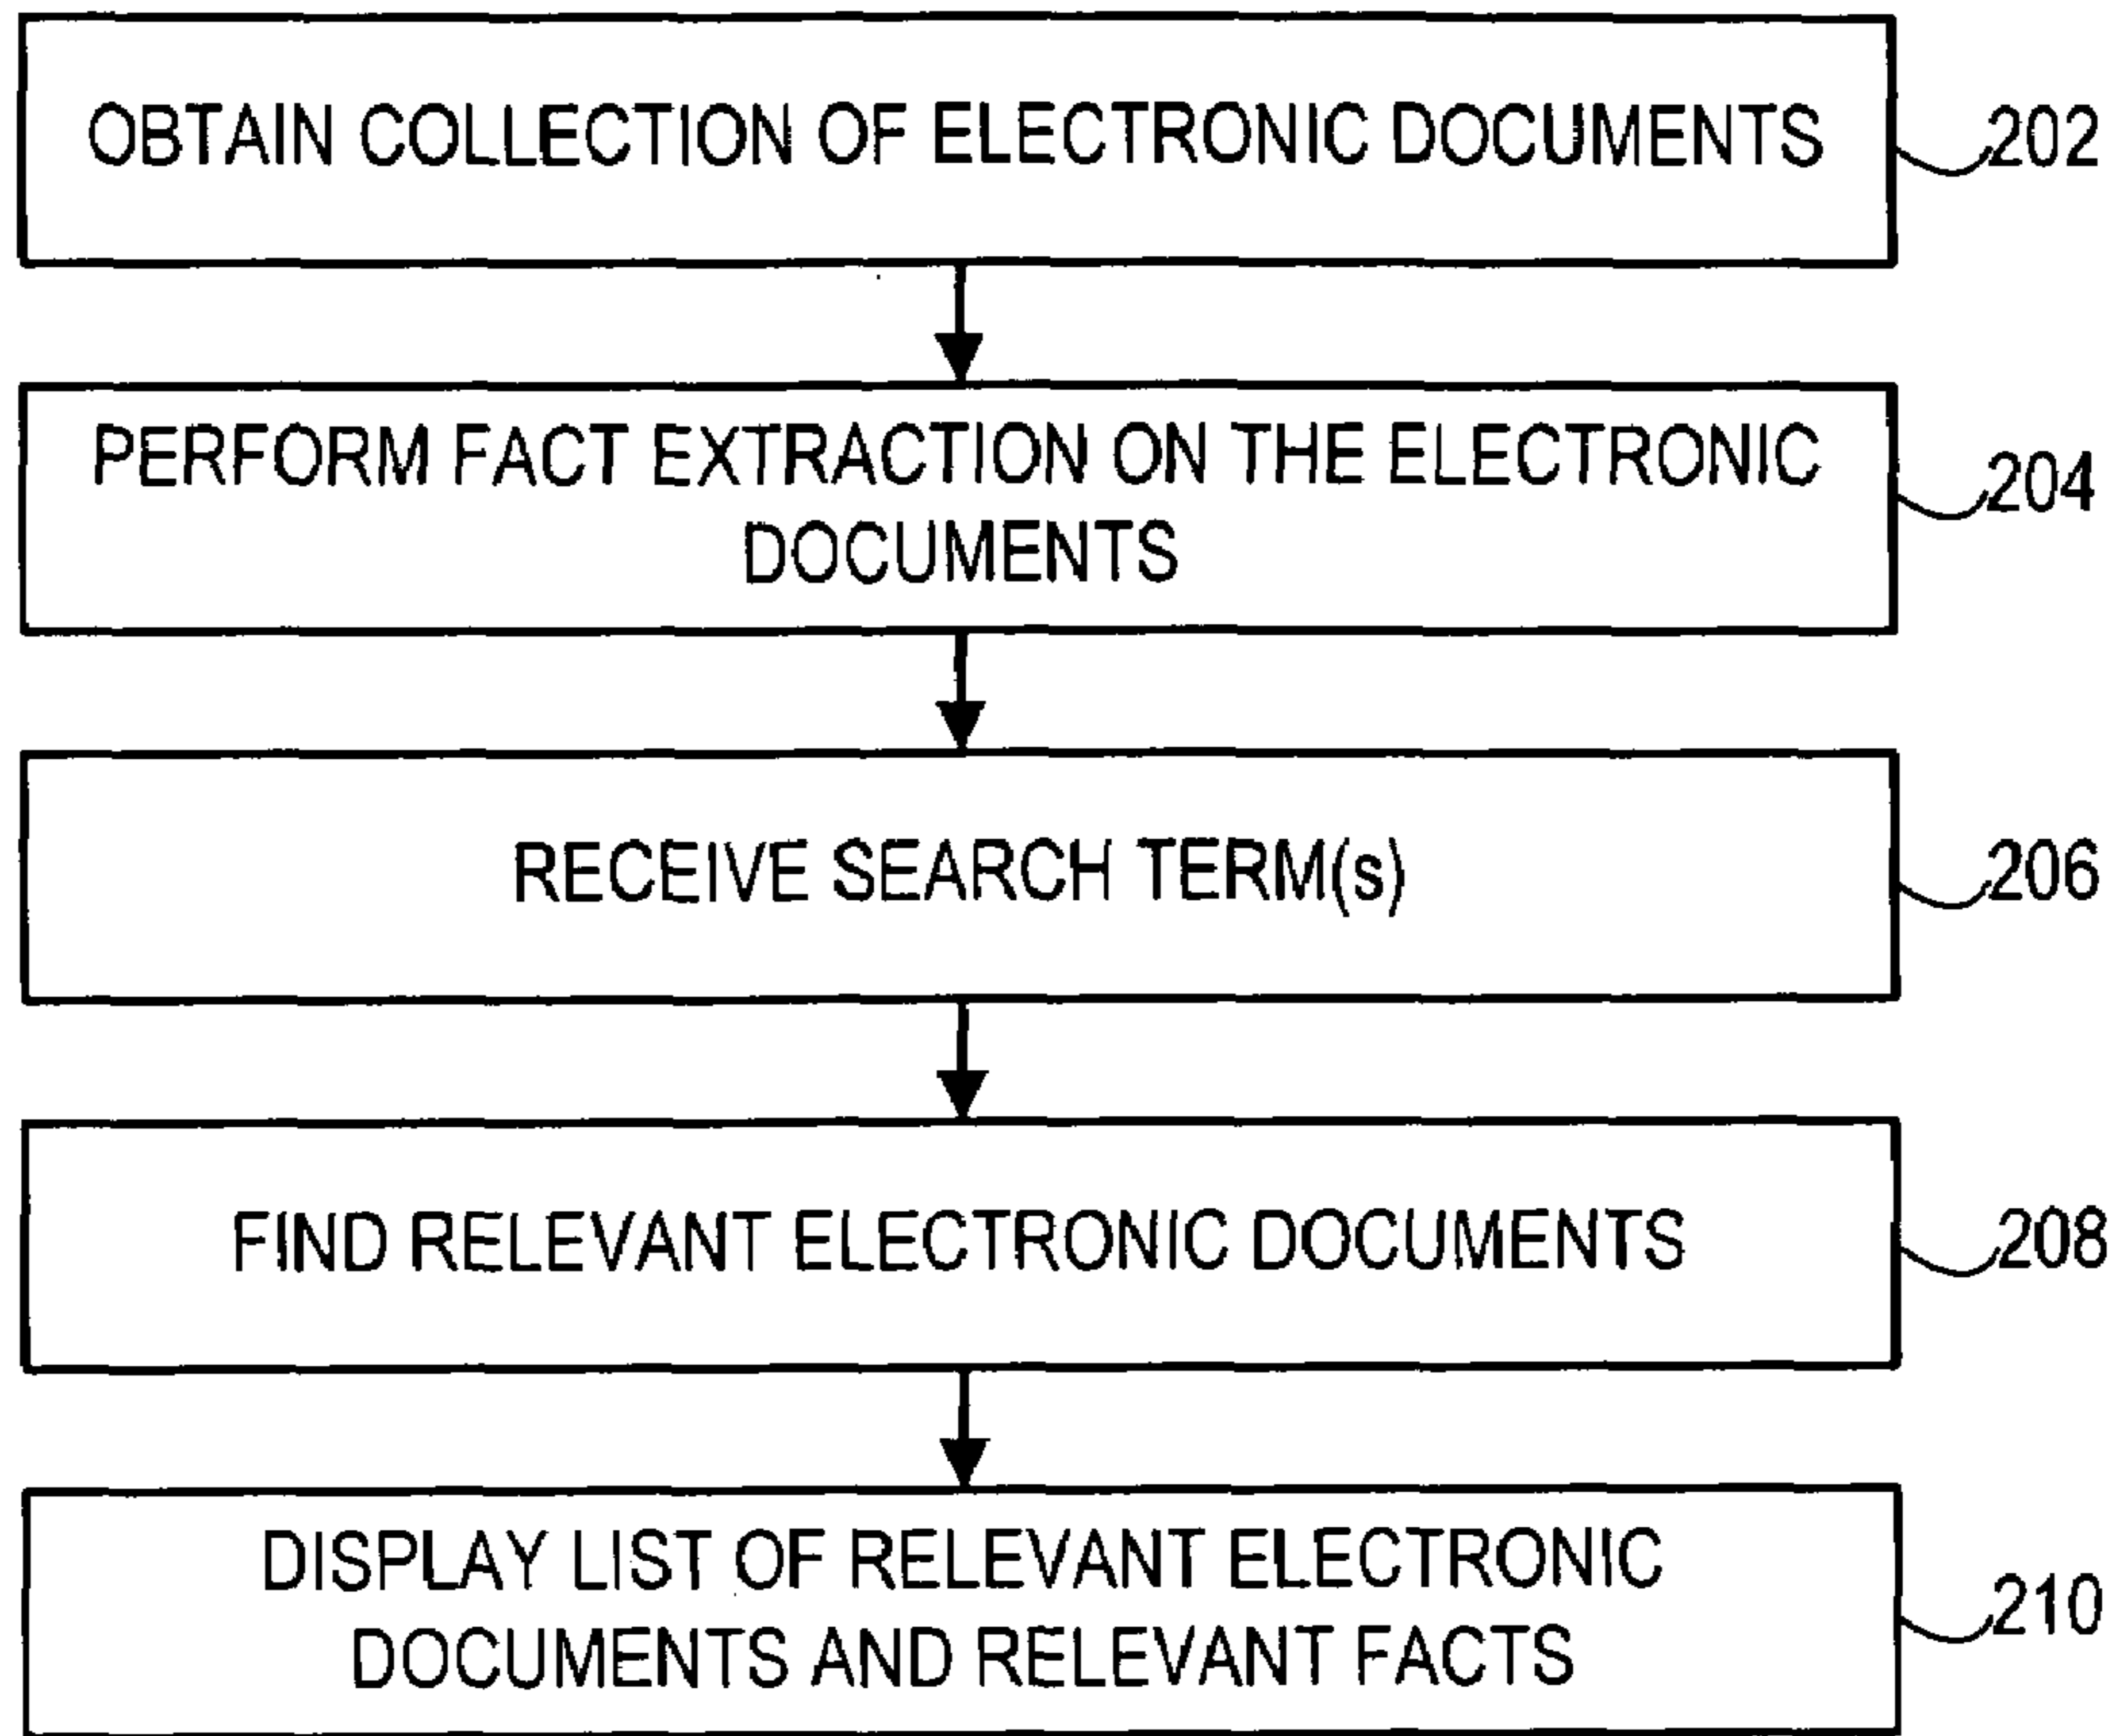 OBTAIN COLLECTION OF ELECTRONIC DOCUMENTS
202
PERFORM FACT EXTRACTION ON THE ELECTRONIC
DOCUMENTS
204
RECEIVE SEARCH TERM(s)
206
FIND RELEVANT ELECTRONIC DOCUMENTS
208
DISPLAY LIST OF RELEVANT ELECTRONIC
DOCUMENTS AND RELEVANT FACTS
210